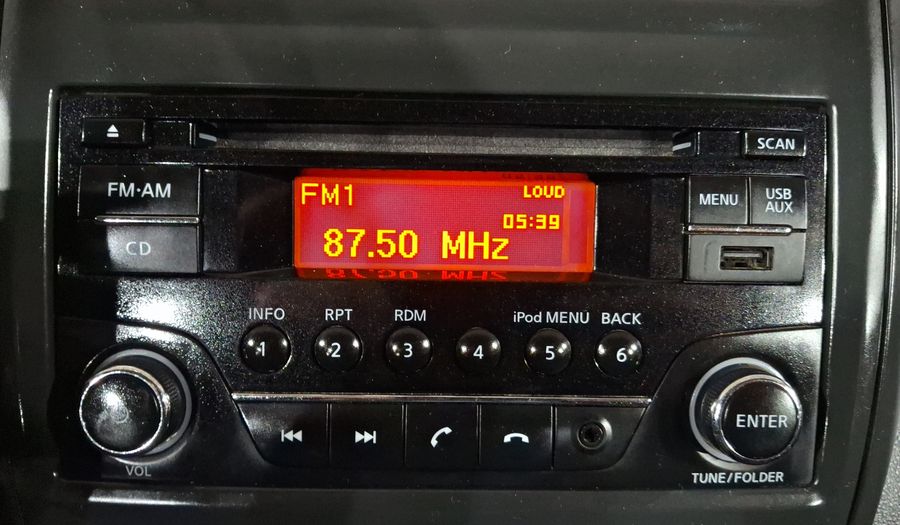 SCAN
FM·AM
CD
FM1
LOUD
05:39
87.50 MHz
MENU
USB
AUX
INFO
RPT
RDM
iPod MENU
BACK
1
2
3
4
5
6
VOL
ENTER
TUNE/FOLDER